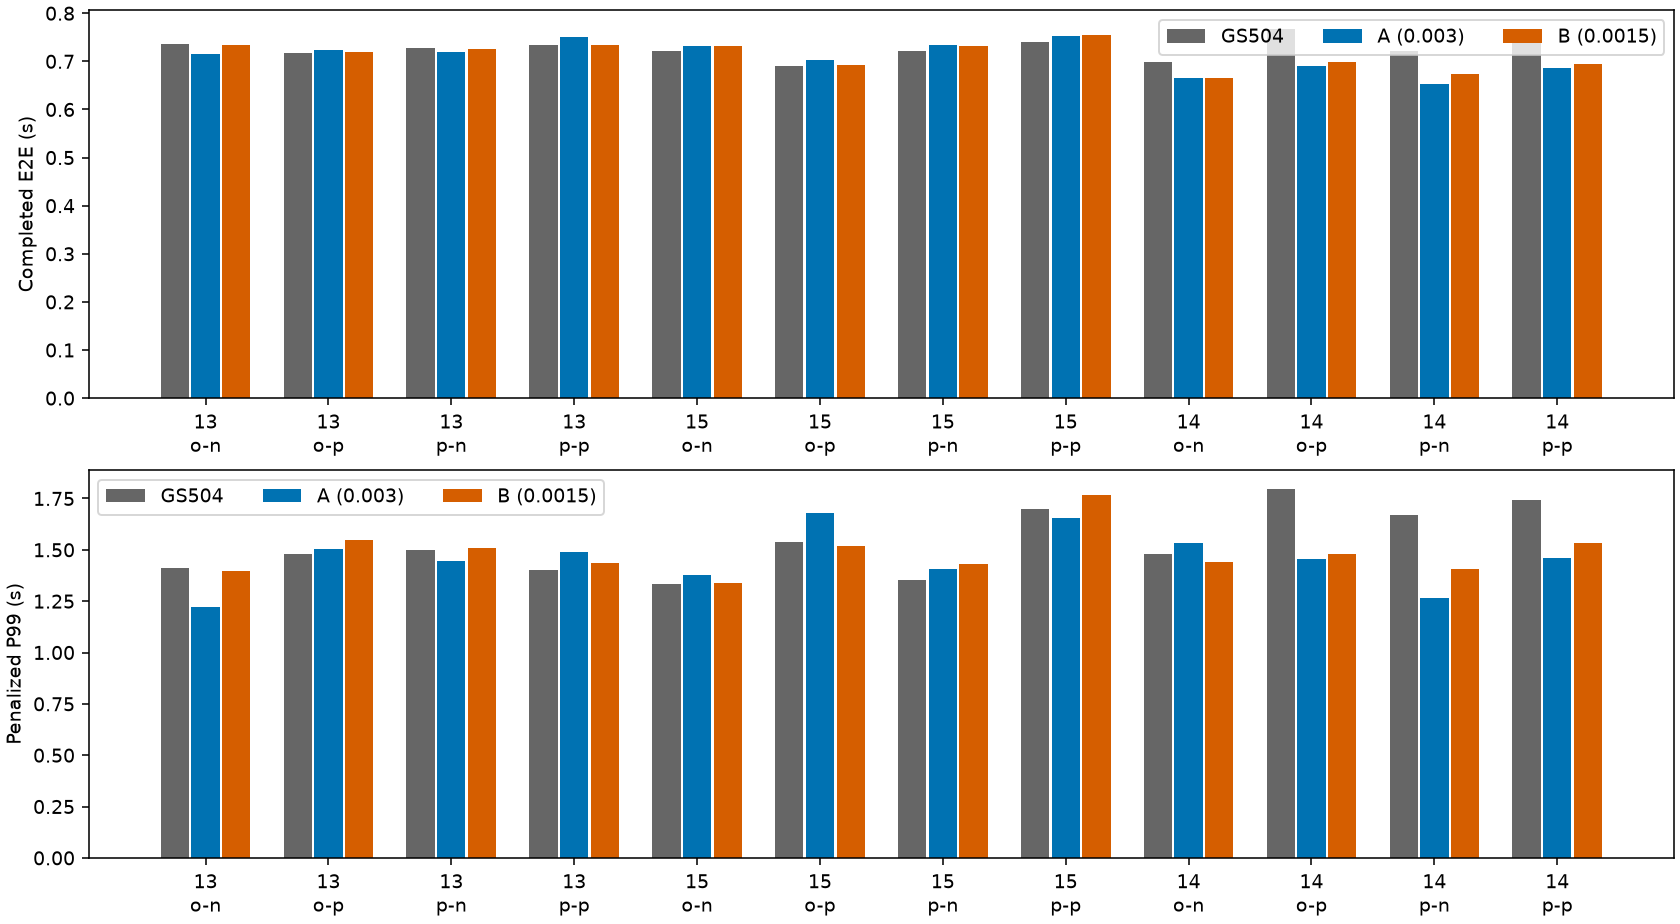 Completed E2E (s)
0.8
0.7
0.6
0.5
0.4
0.3
0.2
0.1
0.0
GS504 A (0.003) B (0.0015)
13 13 13 13 15 15 15 15 14 14 14 14
o-n o-p p-n p-p o-n o-p p-n p-p o-n o-p p-n p-p
Penalized P99 (s)
1.75
1.50
1.25
1.00
0.75
0.50
0.25
0.00
GS504 A (0.003) B (0.0015)
13 13 13 13 15 15 15 15 14 14 14 14
o-n o-p p-n p-p o-n o-p p-n p-p o-n o-p p-n p-p